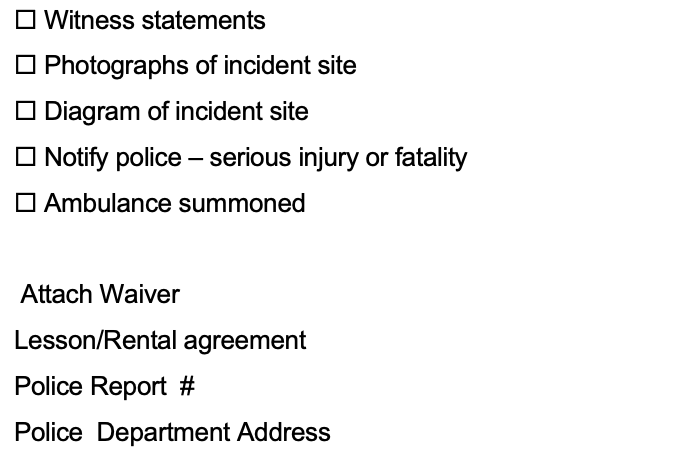 ☐ Witness statements
☐ Photographs of incident site
☐ Diagram of incident site
☐ Notify police – serious injury or fatality
☐ Ambulance summoned
Attach Waiver
Lesson/Rental agreement
Police Report  #
Police  Department Address